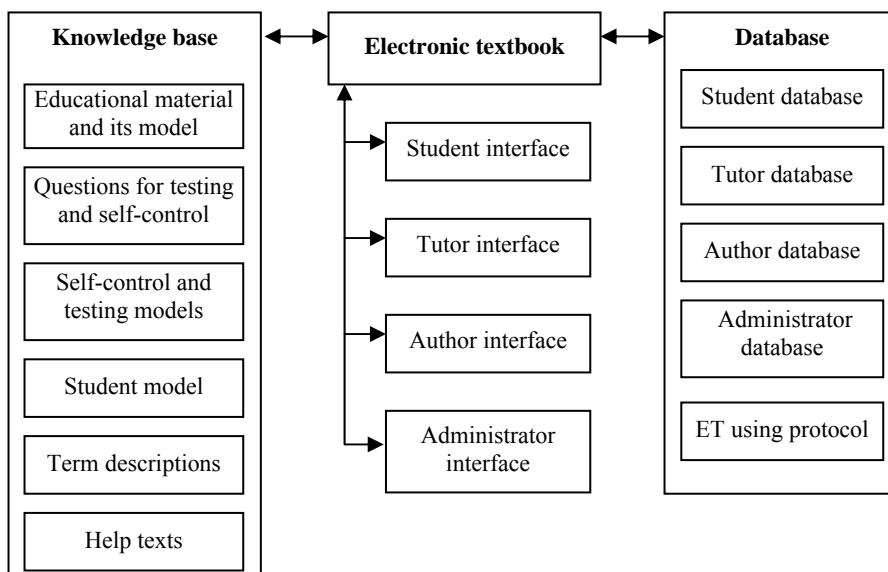 Knowledge base
Educational material
and its model
Questions for testing
and self-control
Self-control and
testing models
Student model
Term descriptions
Help texts
Electronic textbook
Student interface
Tutor interface
Author interface
Administrator
interface
Database
Student database
Tutor database
Author database
Administrator
database
ET using protocol